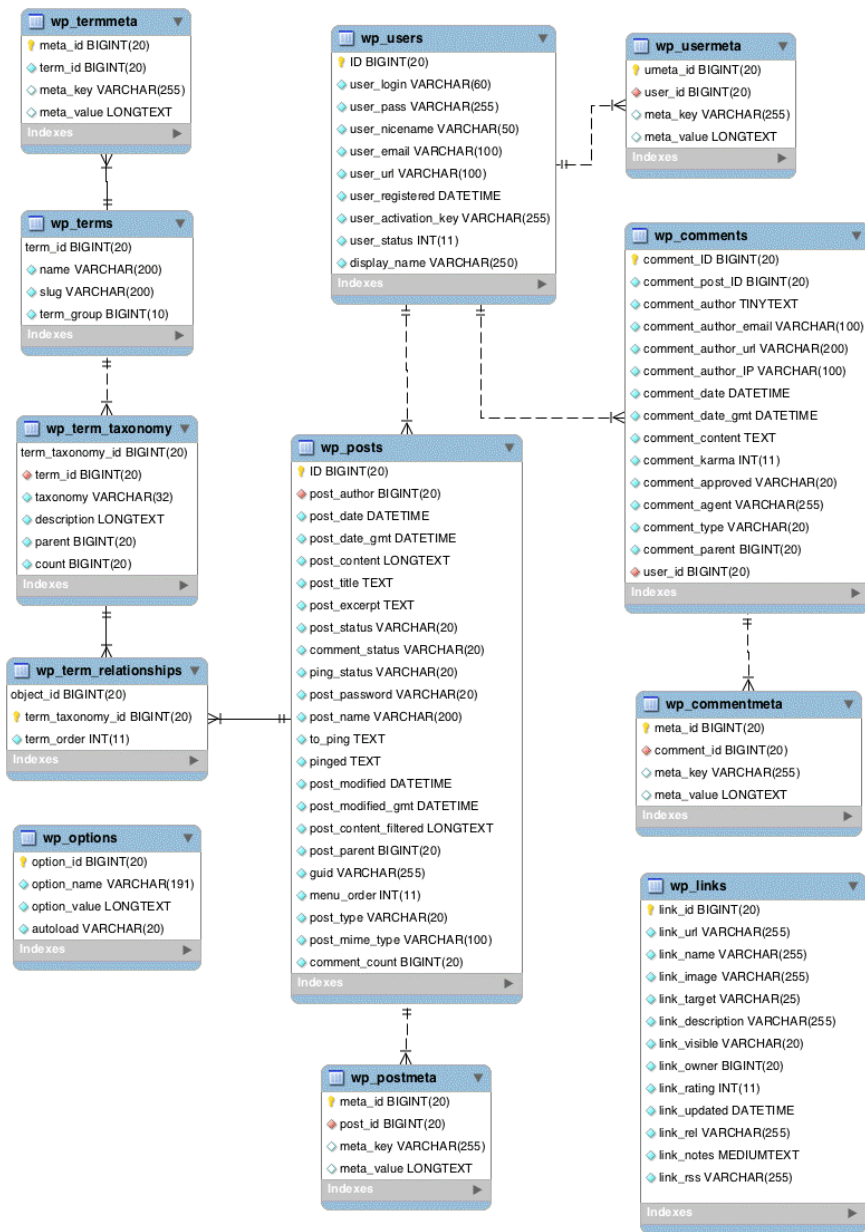 wp_termmeta
meta_id BIGINT(20)
term_id BIGINT(20)
meta_key VARCHAR(255)
meta_value LONGTEXT
Indexes
wp_terms
term_id BIGINT(20)
name VARCHAR(200)
slug VARCHAR(200)
term_group BIGINT(10)
Indexes
wp_term_taxonomy
term_taxonomy_id BIGINT(20)
term_id BIGINT(20)
taxonomy VARCHAR(32)
description LONGTEXT
parent BIGINT(20)
count BIGINT(20)
Indexes
wp_term_relationships
object_id BIGINT(20)
term_taxonomy_id BIGINT(20)
term_order INT(11)
Indexes
wp_options
option_id BIGINT(20)
option_name VARCHAR(191)
option_value LONGTEXT
autoload VARCHAR(20)
Indexes
wp_users
ID BIGINT(20)
user_login VARCHAR(60)
user_pass VARCHAR(255)
user_nicename VARCHAR(50)
user_email VARCHAR(100)
user_url VARCHAR(100)
user_registered DATETIME
user_activation_key VARCHAR(255)
user_status INT(11)
display_name VARCHAR(250)
Indexes
wp_posts
ID BIGINT(20)
post_author BIGINT(20)
post_date DATETIME
post_date_gmt DATETIME
post_content LONGTEXT
post_title TEXT
post_excerpt TEXT
post_status VARCHAR(20)
comment_status VARCHAR(20)
ping_status VARCHAR(20)
post_password VARCHAR(20)
post_name VARCHAR(200)
to_ping TEXT
pinged TEXT
post_modified DATETIME
post_modified_gmt DATETIME
post_content_filtered LONGTEXT
post_parent BIGINT(20)
guid VARCHAR(255)
menu_order INT(11)
post_type VARCHAR(20)
post_mime_type VARCHAR(100)
comment_count BIGINT(20)
Indexes
wp_postmeta
meta_id BIGINT(20)
post_id BIGINT(20)
meta_key VARCHAR(255)
meta_value LONGTEXT
Indexes
wp_usermeta
umeta_id BIGINT(20)
user_id BIGINT(20)
meta_key VARCHAR(255)
meta_value LONGTEXT
Indexes
wp_comments
comment_ID BIGINT(20)
comment_post_ID BIGINT(20)
comment_author TINYTEXT
comment_author_email VARCHAR(100)
comment_author_url VARCHAR(200)
comment_author_IP VARCHAR(100)
comment_date DATETIME
comment_date_gmt DATETIME
comment_content TEXT
comment_karma INT(11)
comment_approved VARCHAR(20)
comment_agent VARCHAR(255)
comment_type VARCHAR(20)
comment_parent BIGINT(20)
user_id BIGINT(20)
Indexes
wp_commentmeta
meta_id BIGINT(20)
comment_id BIGINT(20)
meta_key VARCHAR(255)
meta_value LONGTEXT
Indexes
wp_links
link_id BIGINT(20)
link_url VARCHAR(255)
link_name VARCHAR(255)
link_image VARCHAR(255)
link_target VARCHAR(25)
link_description VARCHAR(255)
link_visible VARCHAR(20)
link_owner BIGINT(20)
link_rating INT(11)
link_updated DATETIME
link_rel VARCHAR(255)
link_notes MEDIUMTEXT
link_rss VARCHAR(255)
Indexes